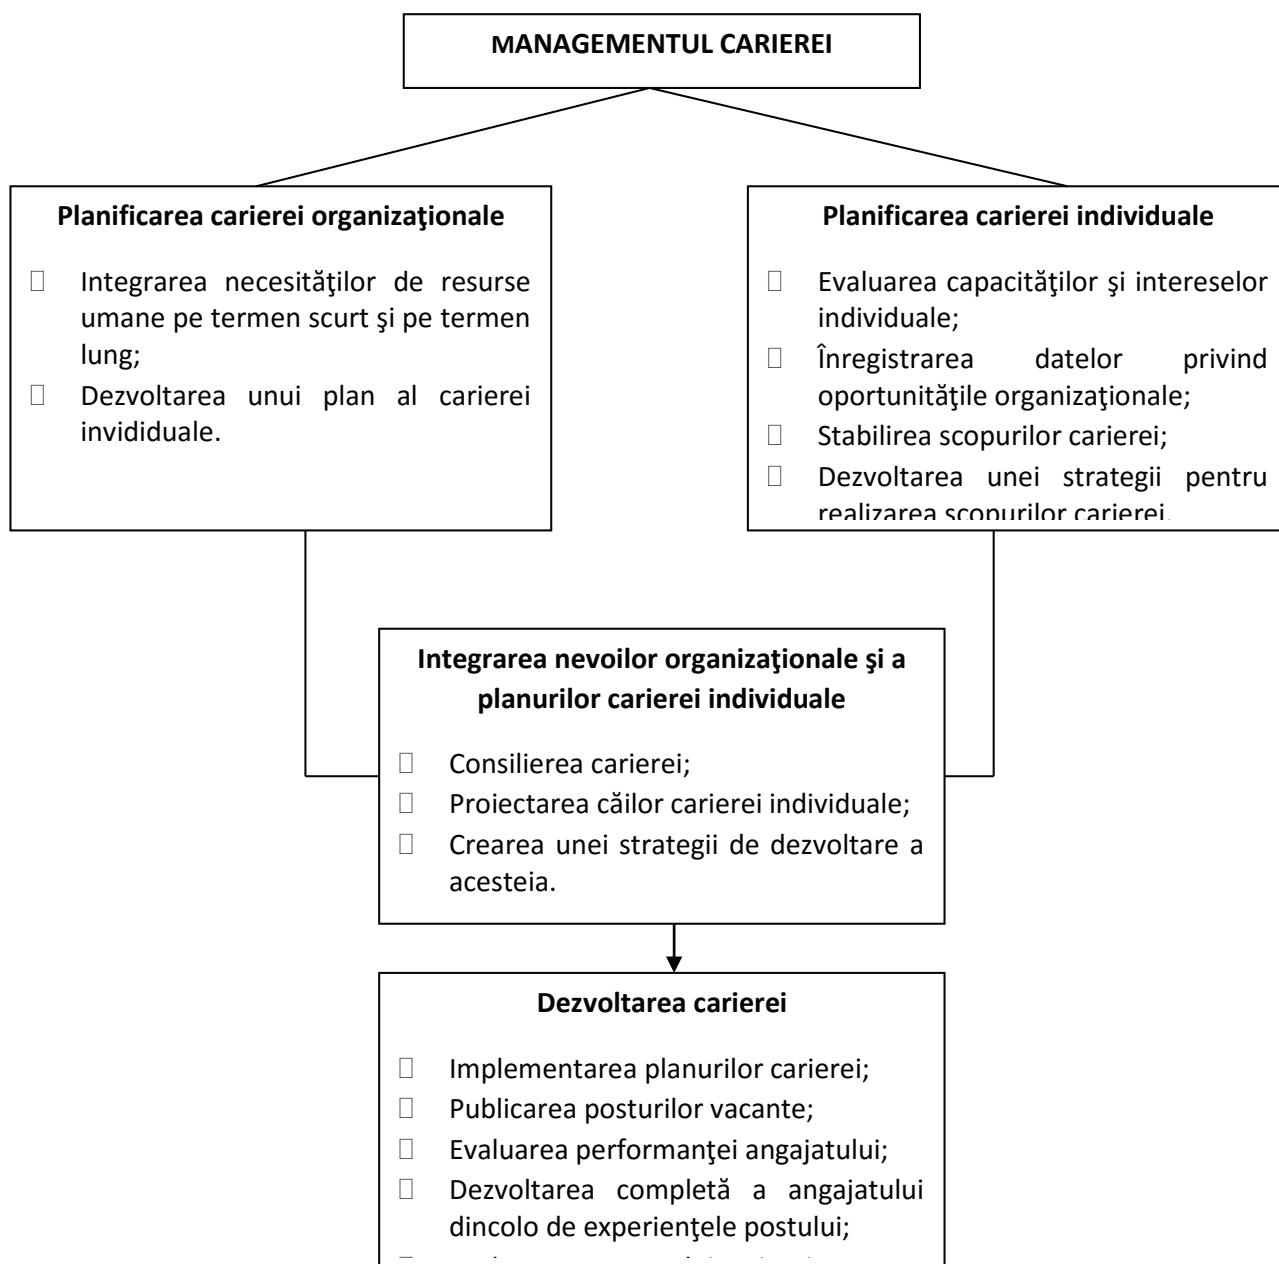 MANAGEMENTUL CARIEREI
Planificarea carierei organizaţionale
Integrarea necesităţilor de resurse
umane pe termen scurt şi pe termen
lung;
Dezvoltarea unui plan al carierei
invididuale.
Planificarea carierei individuale
Evaluarea capacităţilor şi intereselor
individuale;
Înregistrarea datelor privind
oportunităţile organizaţionale;
Stabilirea scopurilor carierei;
Dezvoltarea unei strategii pentru
realizarea scopurilor carierei.
Integrarea nevoilor organizaţionale şi a
planurilor carierei individuale
Consilierea carierei;
Proiectarea căilor carierei individuale;
Crearea unei strategii de dezvoltare a
acesteia.
Dezvoltarea carierei
Implementarea planurilor carierei;
Publicarea posturilor vacante;
Evaluarea performanţei angajatului;
Dezvoltarea completă a angajatului
dincolo de experienţele postului;